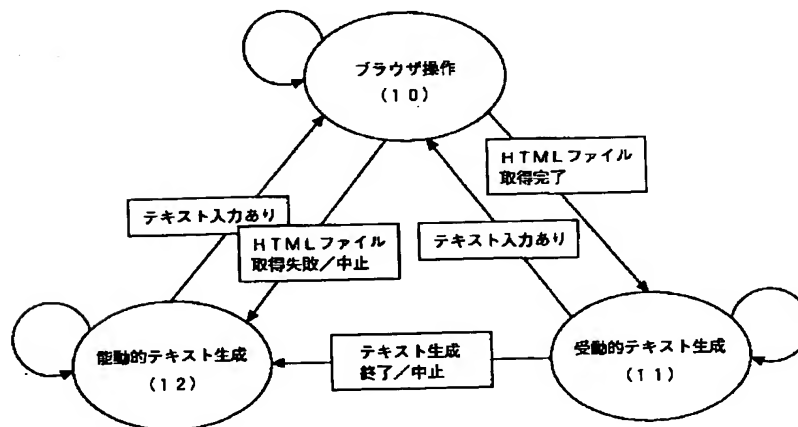 ブラウザ操作
(10)
HTMLファイル
取得完了
テキスト入力あり
HTMLファイル
取得失敗/中止
テキスト入力あり
能動的テキスト生成
(12)
テキスト生成
終了/中止
受動的テキスト生成
(11)